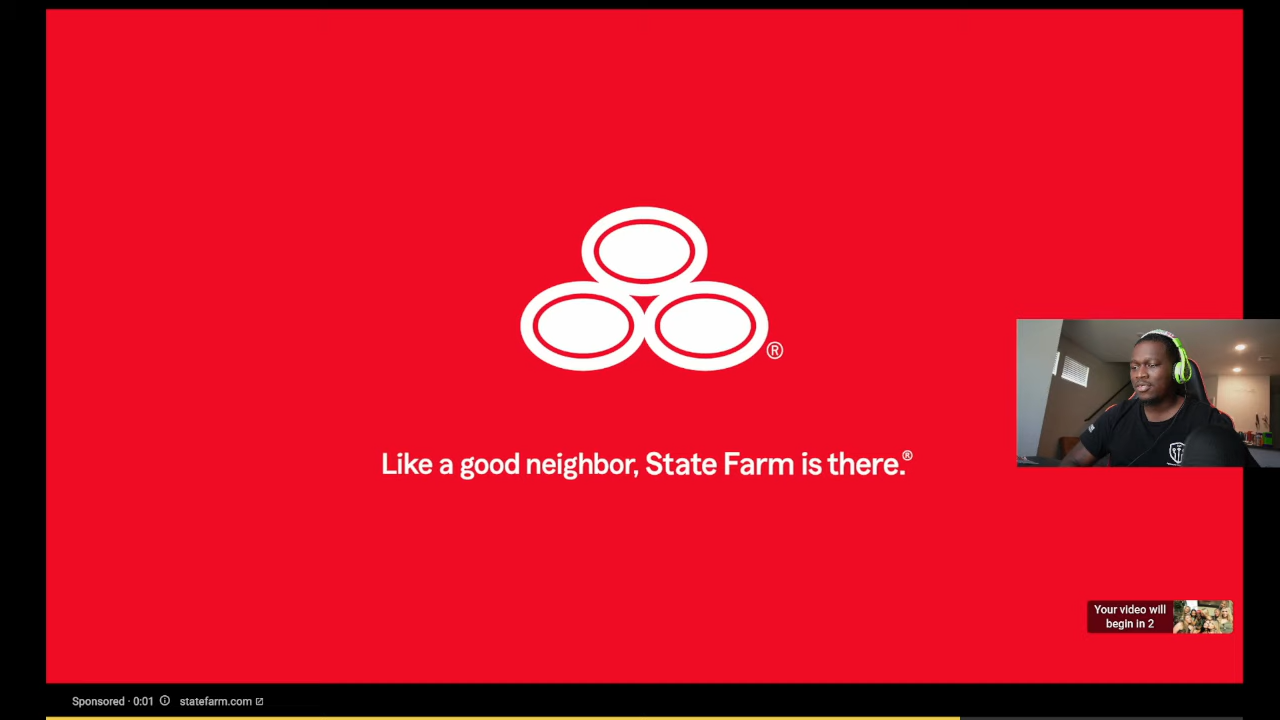 ®
Like a good neighbor, State Farm is there.®
Your video will
begin in 2
Sponsored · 0:01 statefarm.com